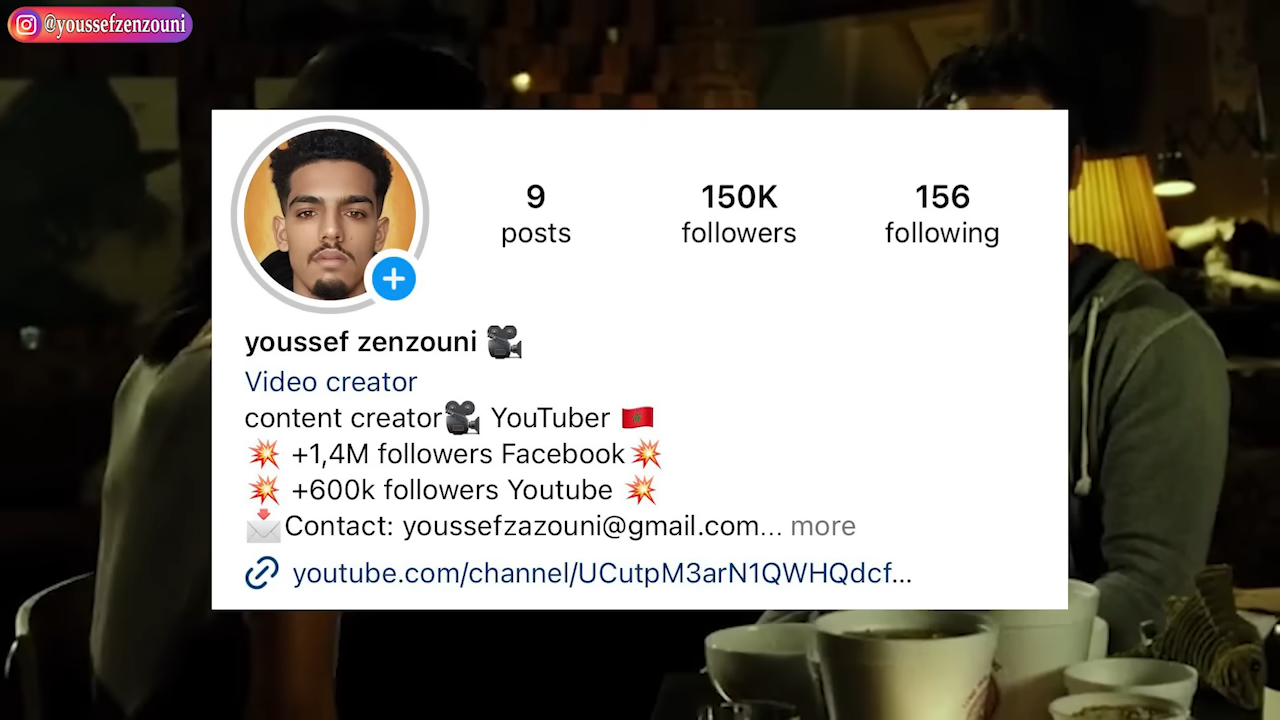 @youssefzenzouni
9 150K 156
posts followers following
youssef zenzouni 🎥
Video creator
content creator🎥 YouTuber 🇲🇦
💥 +1,4M followers Facebook💥
💥 +600k followers Youtube 💥
📩Contact: youssefzazouni@gmail.com... more
youtube.com/channel/UCutpM3arN1QWHQdcf...